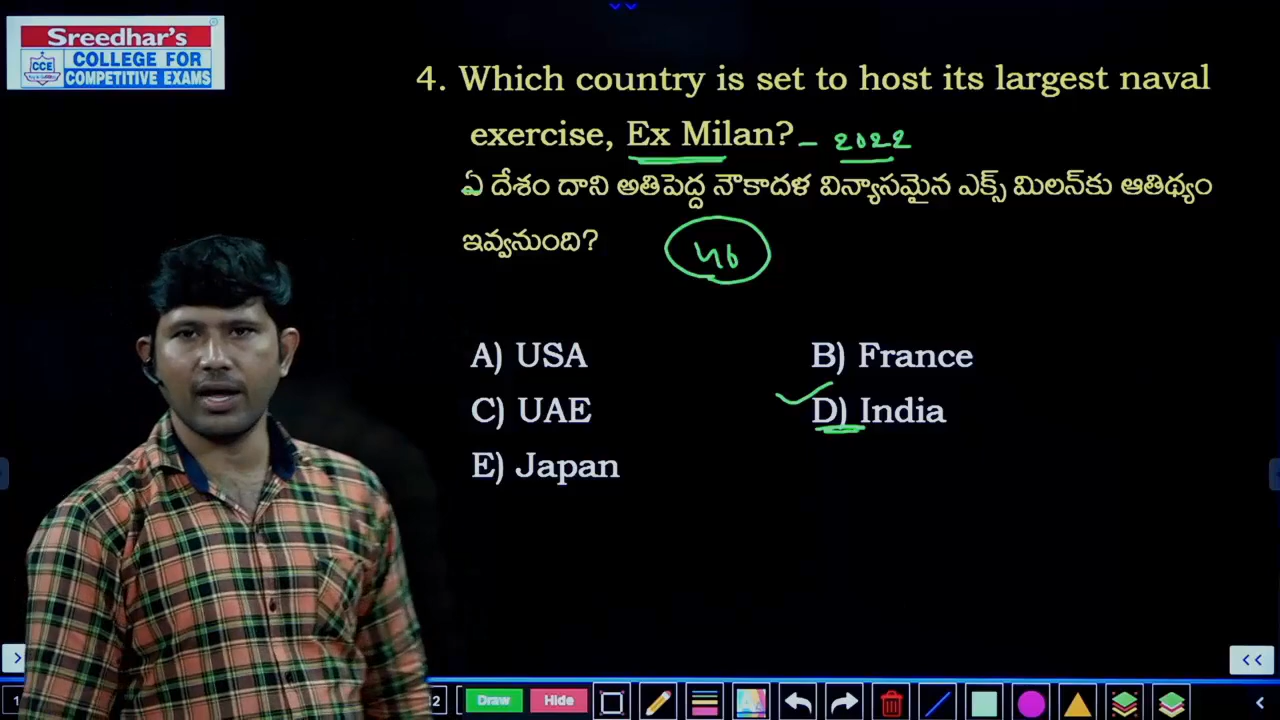 Sreedhar's
CCE
COLLEGE FOR
COMPETITIVE EXAMS
4. Which country is set to host its largest naval
exercise, Ex Milan? - 2022
ఏ దేశం దాని అతిపెద్ద నౌకాదళ విన్యాసమైన ఎక్స్ మిలన్‌కు ఆతిథ్యం
ఇవ్వనుంది?
46
A) USA
B) France
C) UAE
D) India
E) Japan
Draw
Hide